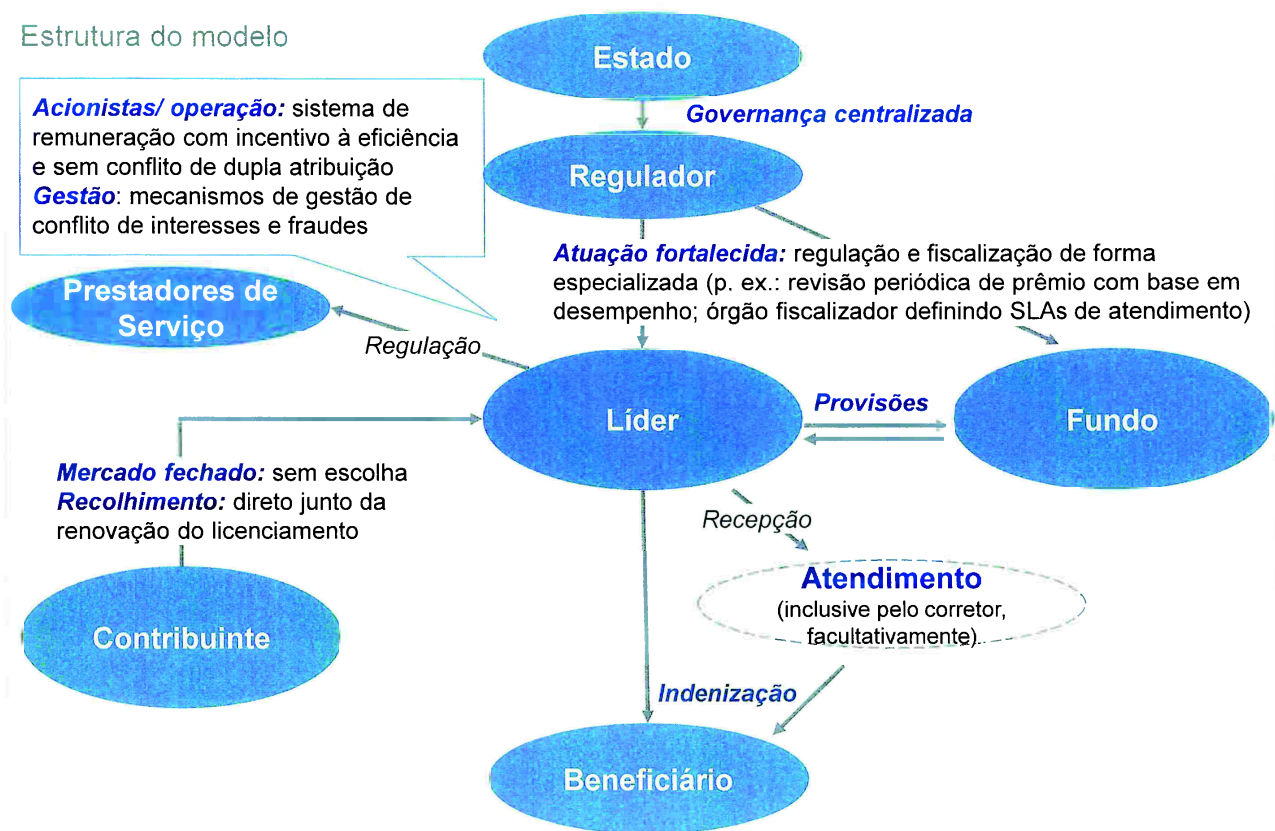 Estrutura do modelo
Estado
Acionistas/ operação: sistema de
remuneração com incentivo à eficiência
e sem conflito de dupla atribuição
Gestão: mecanismos de gestão de
conflito de interesses e fraudes
Governança centralizada
Regulador
Atuação fortalecida: regulação e fiscalização de forma
especializada (p. ex.: revisão periódica de prêmio com base em
desempenho; órgão fiscalizador definindo SLAs de atendimento)
Prestadores de
Serviço
Regulação
Líder
Provisões
Fundo
Mercado fechado: sem escolha
Recolhimento: direto junto da
renovação do licenciamento
Recepção
Atendimento
(inclusive pelo corretor,
facultativamente).
Contribuinte
Indenização
Beneficiário